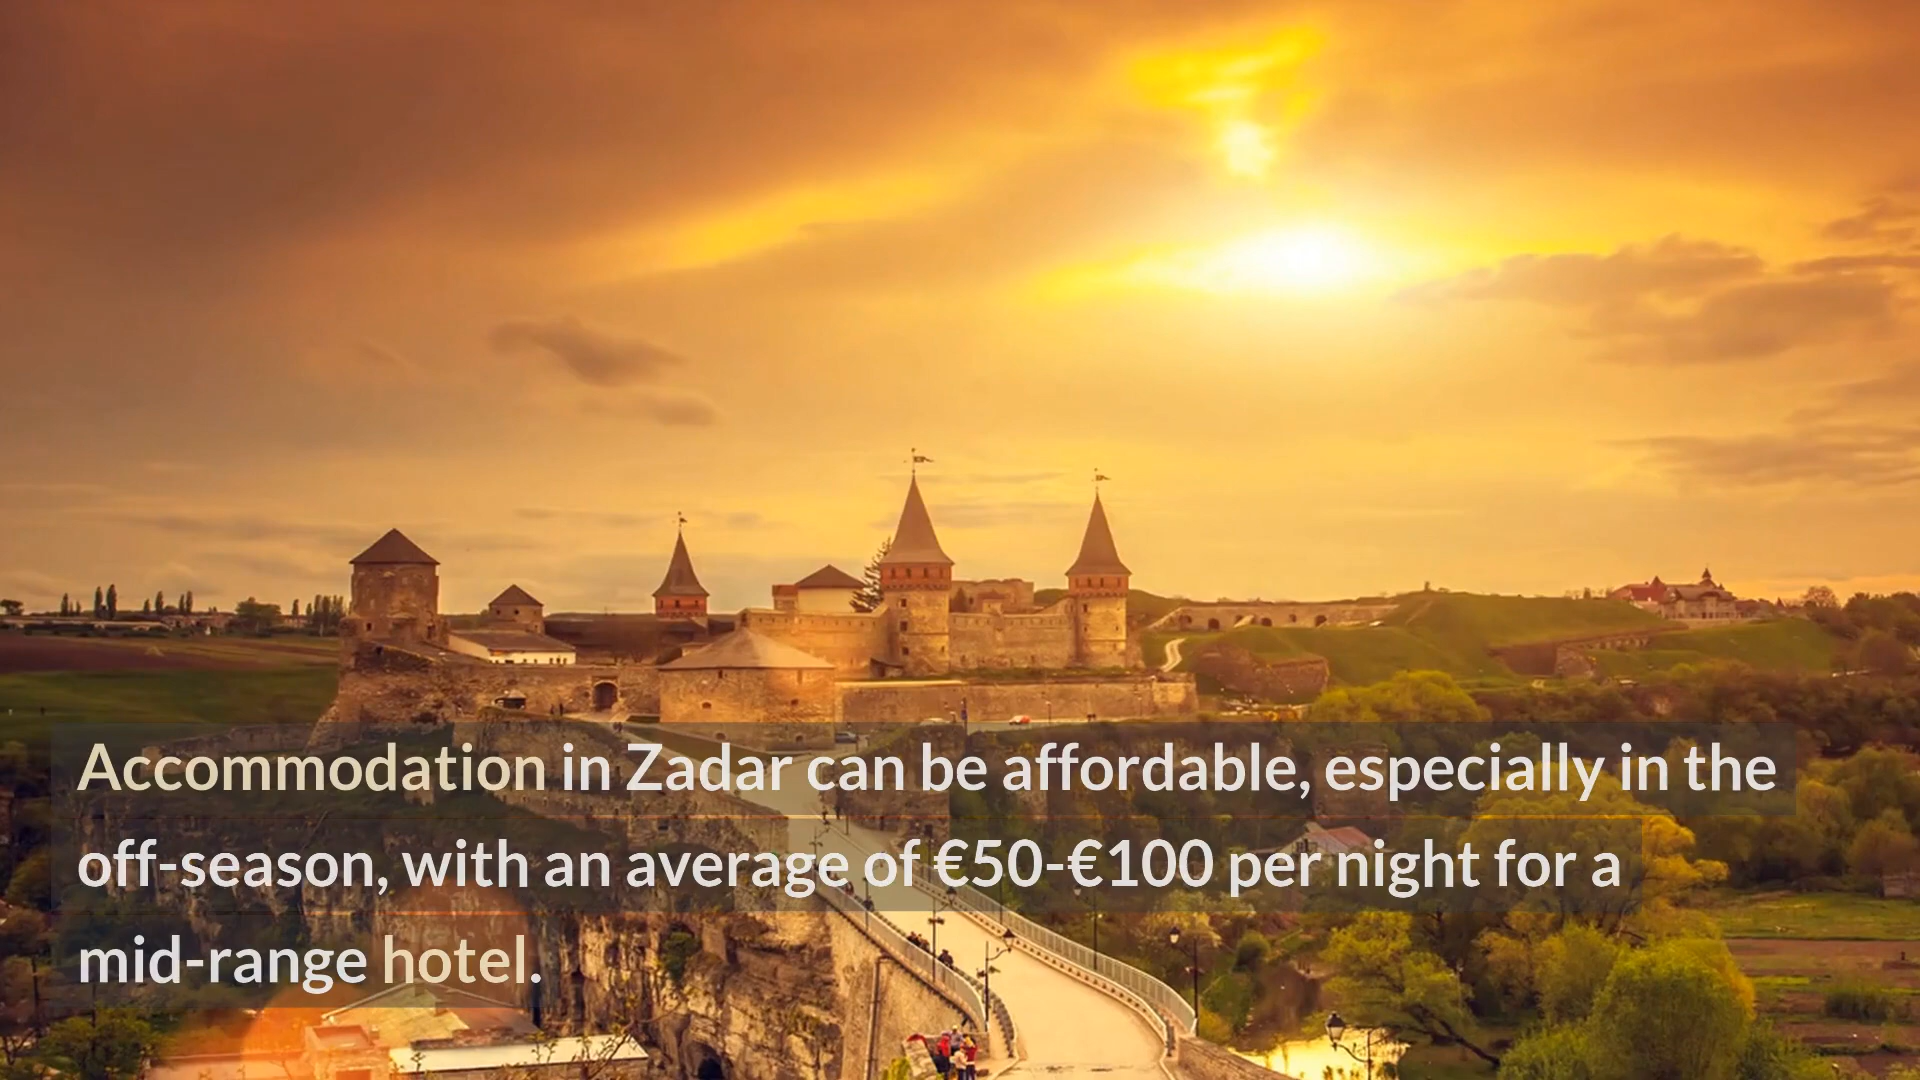 Accommodation in Zadar can be affordable, especially in the
off-season, with an average of €50-€100 per night for a
mid-range hotel.